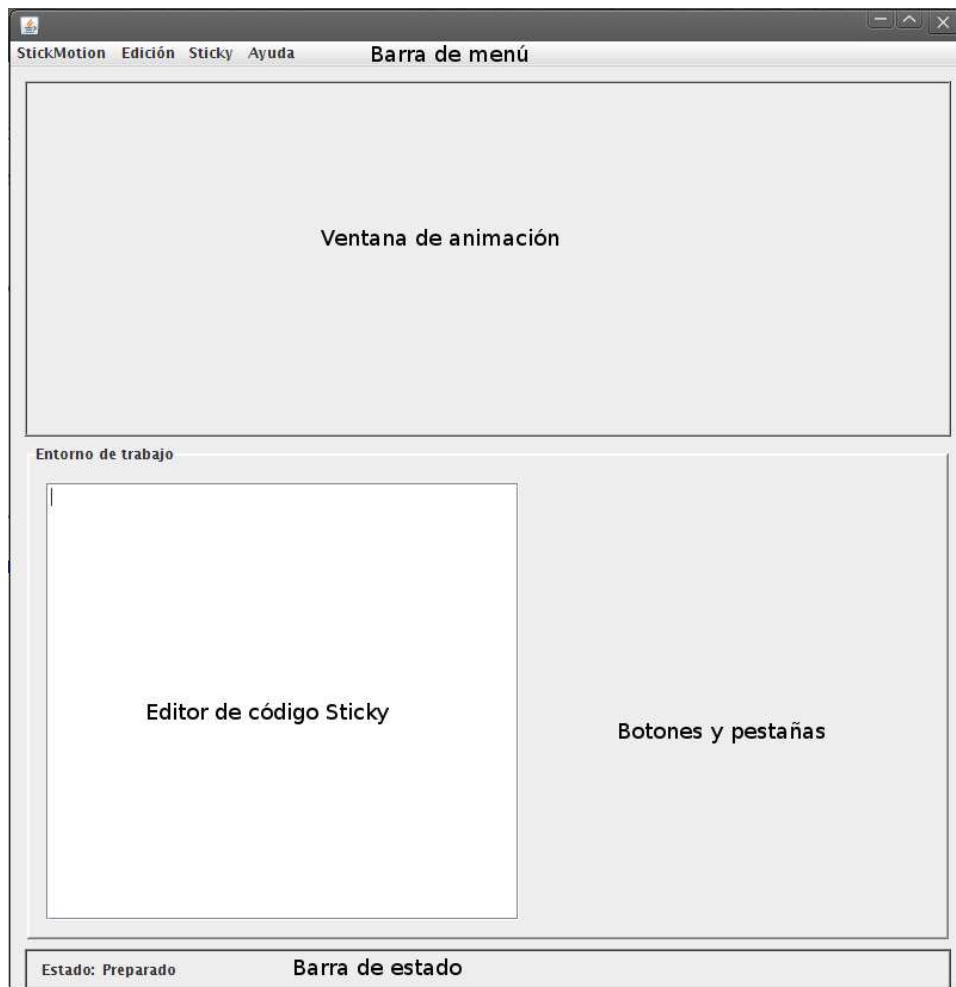 StickMotion Edición Sticky Ayuda Barra de menú
Ventana de animación
Entorno de trabajo
Editor de código Sticky
Botones y pestañas
Estado: Preparado Barra de estado